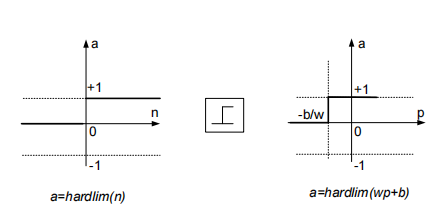 a
+1
n
0
-1
a=hardlim(n)
a
+1
-b/w
p
0
-1
a=hardlim(wp+b)